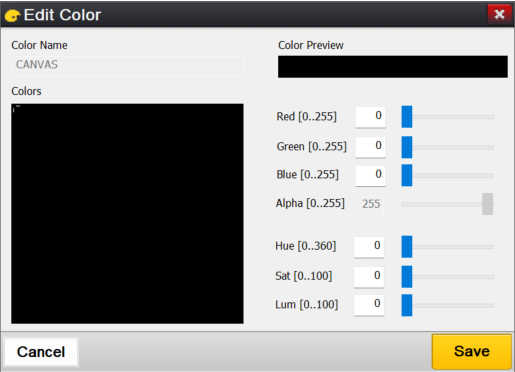 Edit Color
Color Name
Color Preview
CANVAS
Colors
Red [0..255] 0
Green [0..255] 0
Blue [0..255] 0
Alpha [0..255] 255
Hue [0..360] 0
Sat [0..100] 0
Lum [0..100] 0
Cancel
Save